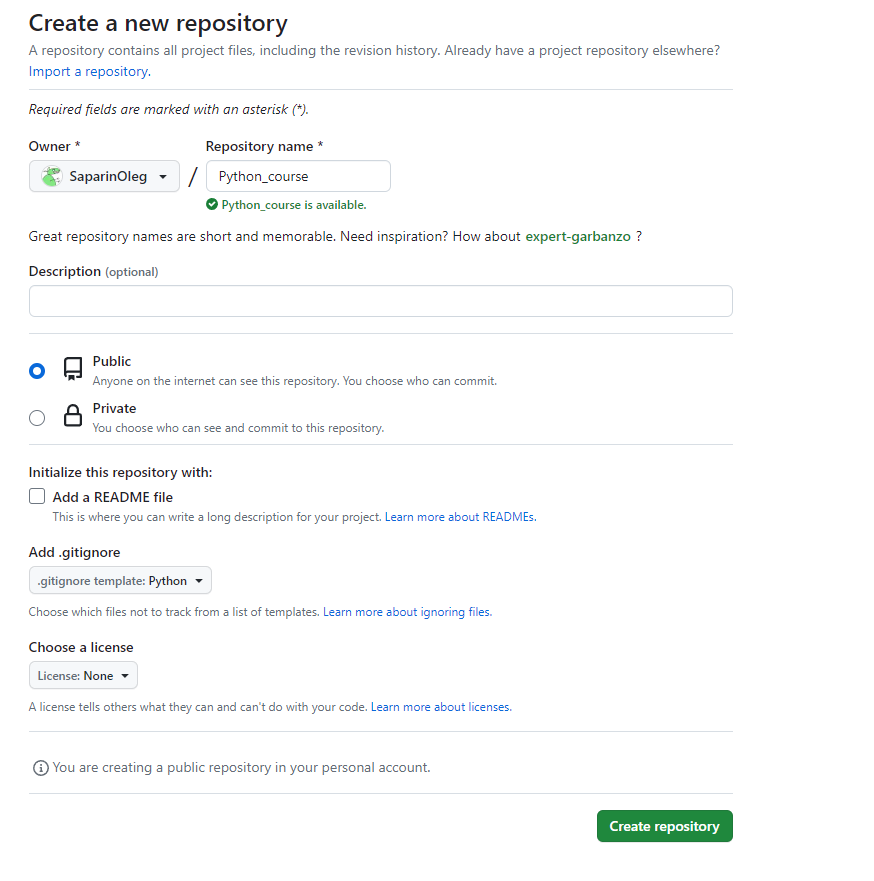 Create a new repository
A repository contains all project files, including the revision history. Already have a project repository elsewhere?
Import a repository.
Required fields are marked with an asterisk (*).
Owner * Repository name *
SaparinOleg / Python_course
Python_course is available.
Great repository names are short and memorable. Need inspiration? How about expert-garbanzo ?
Description (optional)
Public
Anyone on the internet can see this repository. You choose who can commit.
Private
You choose who can see and commit to this repository.
Initialize this repository with:
Add a README file
This is where you can write a long description for your project. Learn more about READMEs.
Add .gitignore
.gitignore template: Python
Choose which files not to track from a list of templates. Learn more about ignoring files.
Choose a license
License: None
A license tells others what they can and can't do with your code. Learn more about licenses.
You are creating a public repository in your personal account.
Create repository